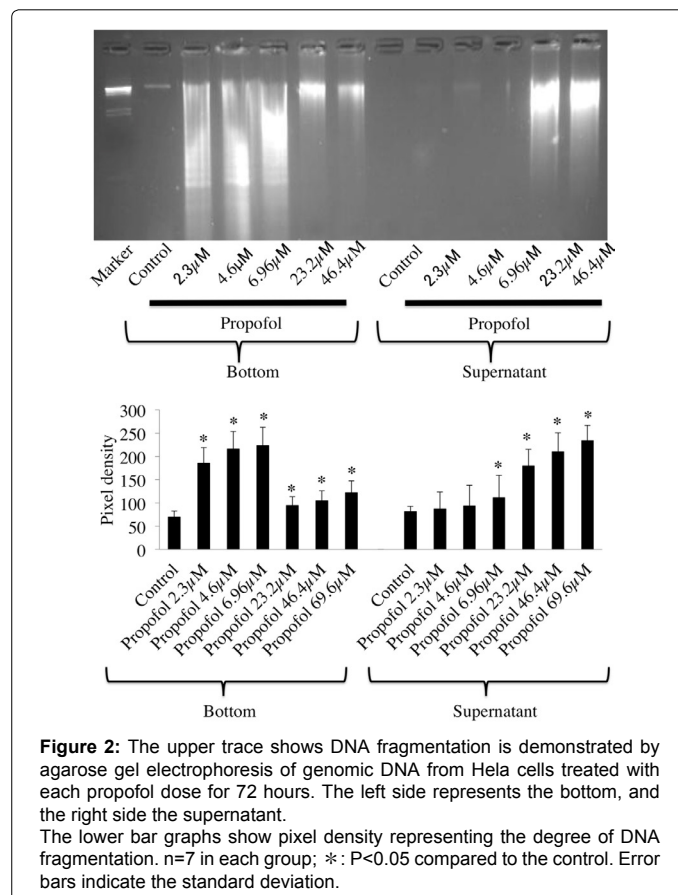 Marker
Control
2.3µM
4.6µM
6.96µM
23.2µM
46.4µM
Control
2.3µM
4.6µM
6.96µM
23.2µM
46.4µM
Propofol
Propofol
Bottom
Supernatant
Pixel density
300
250
200
150
100
50
0
* * * * * * * * * *
Control
Propofol 2.3µM
Propofol 4.6µM
Propofol 6.96µM
Propofol 23.2µM
Propofol 46.4µM
Propofol 69.6µM
Control
Propofol 2.3µM
Propofol 4.6µM
Propofol 6.96µM
Propofol 23.2µM
Propofol 46.4µM
Propofol 69.6µM
Bottom
Supernatant
Figure 2: The upper trace shows DNA fragmentation is demonstrated by
agarose gel electrophoresis of genomic DNA from Hela cells treated with
each propofol dose for 72 hours. The left side represents the bottom, and
the right side the supernatant.
The lower bar graphs show pixel density representing the degree of DNA
fragmentation. n=7 in each group; *: P<0.05 compared to the control. Error
bars indicate the standard deviation.